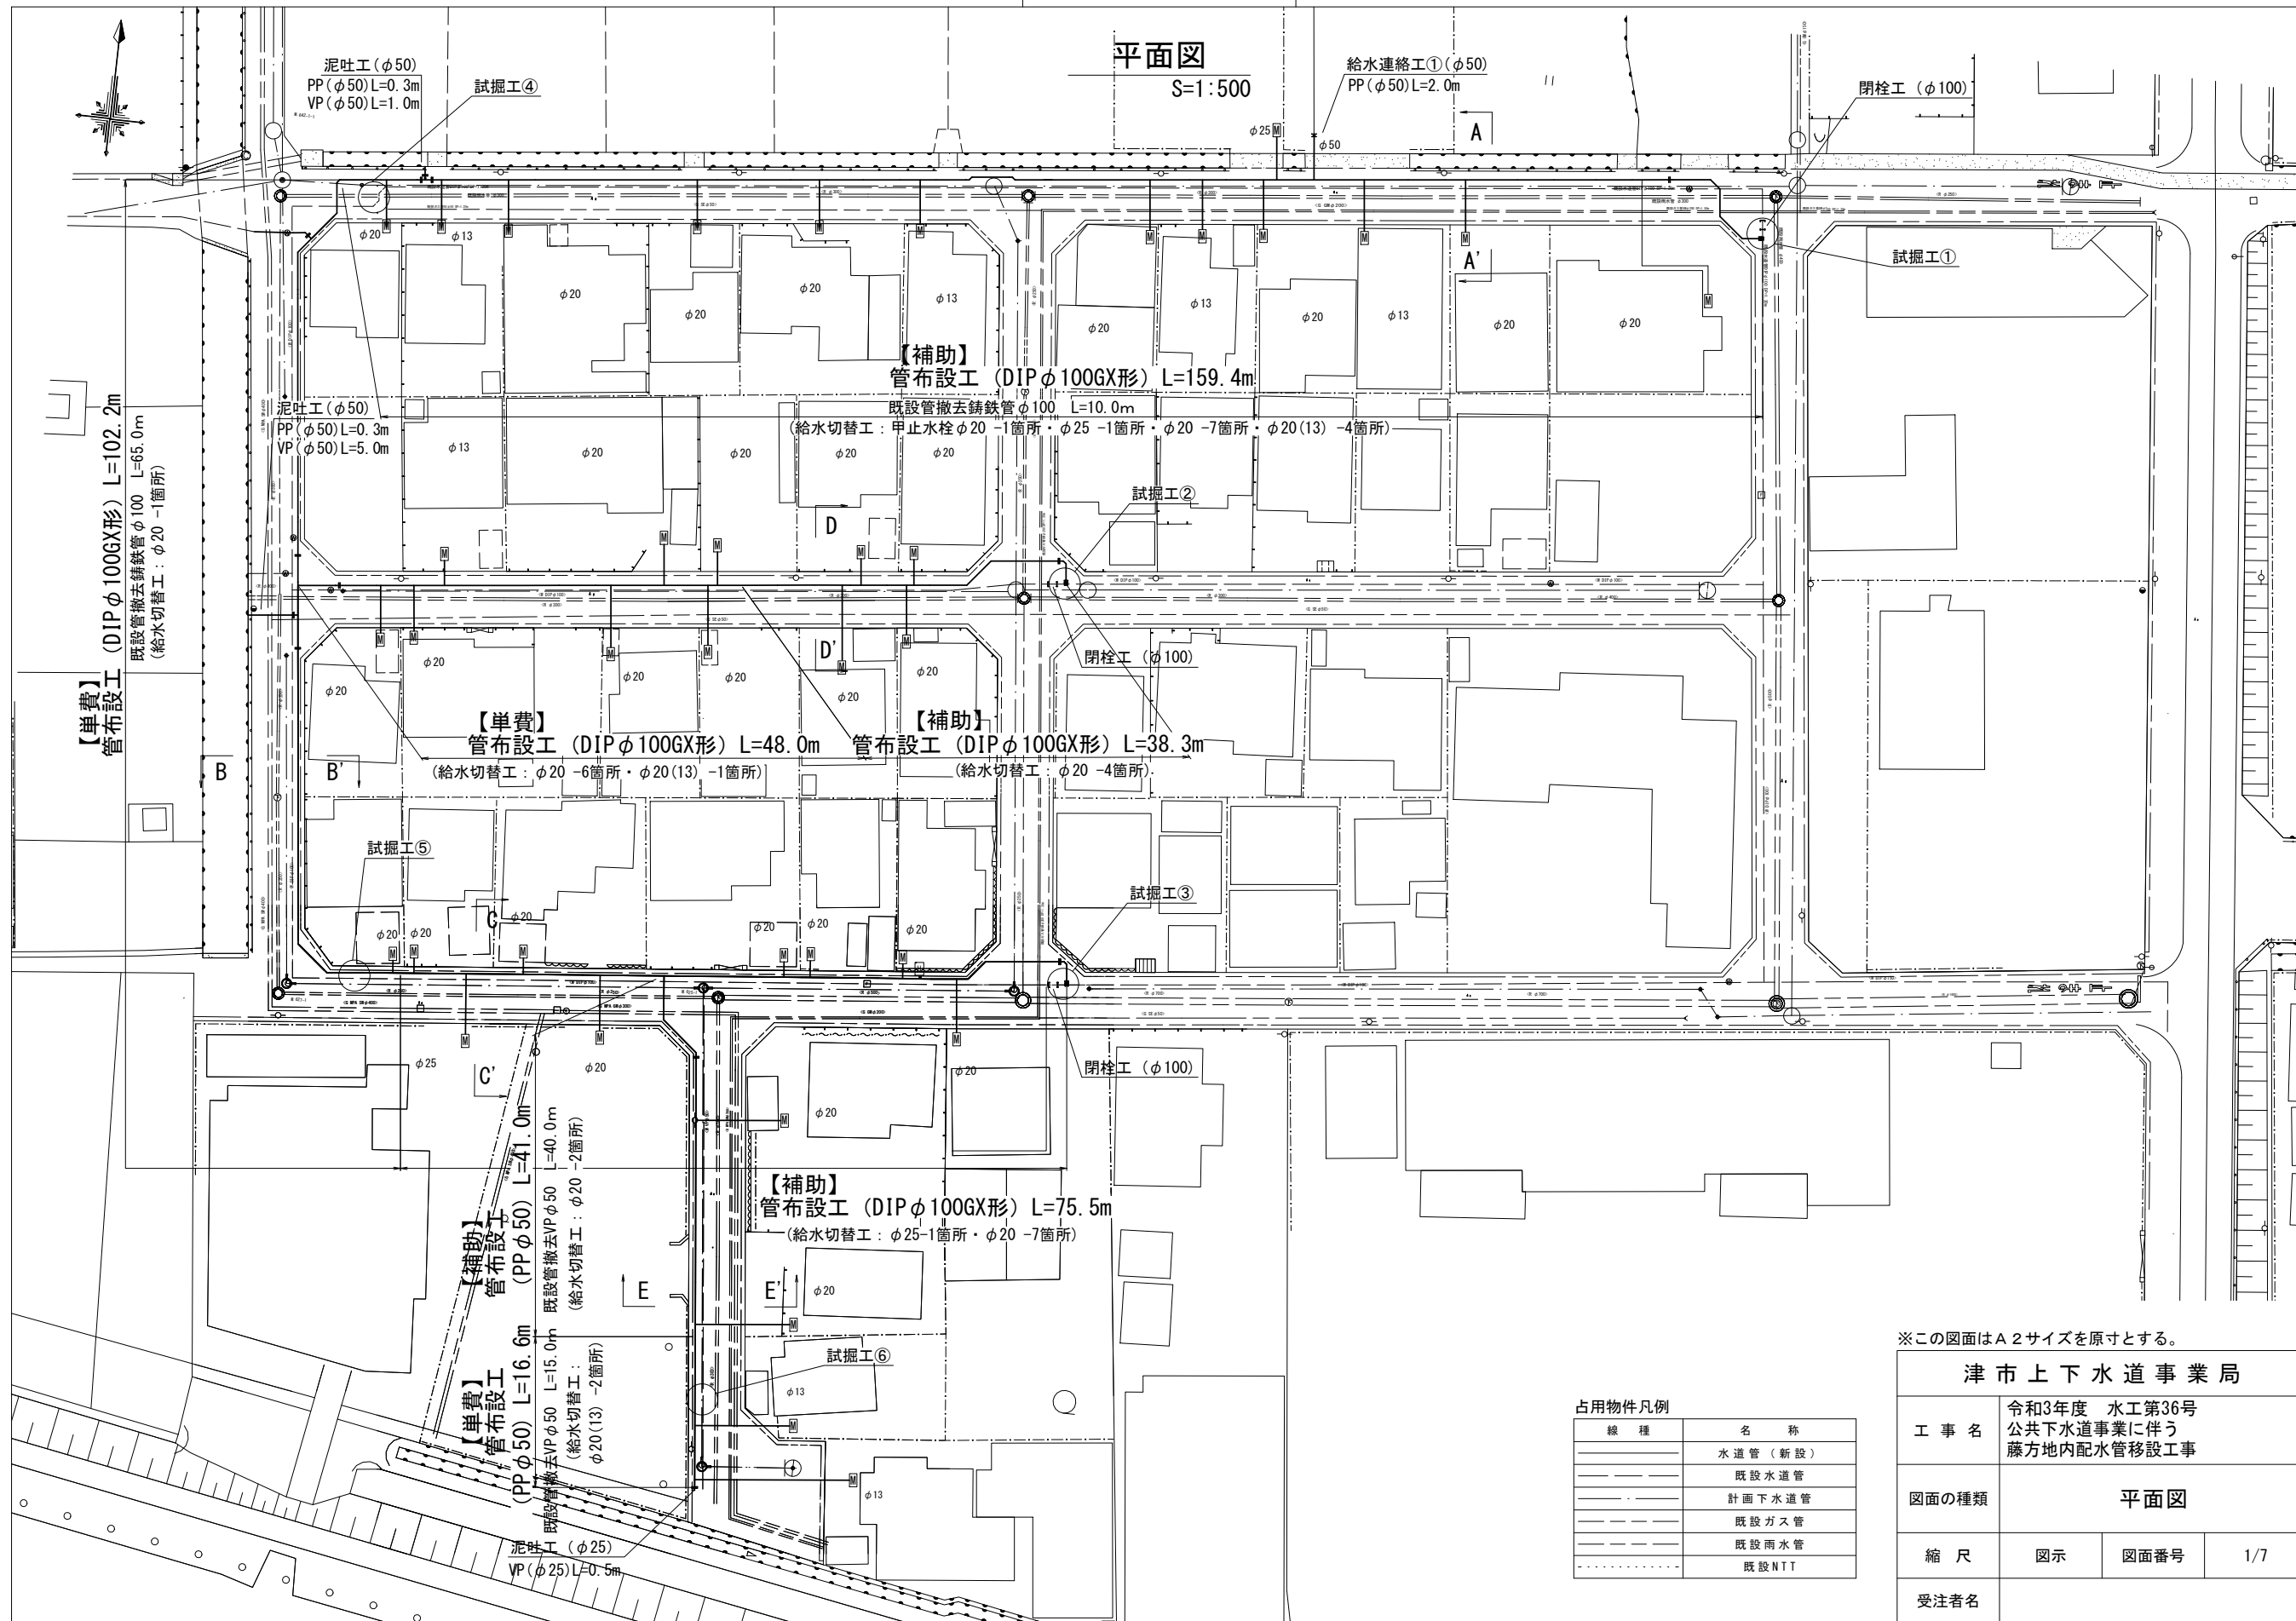 平面図
S=1:500
泥吐工(φ50)
PP(φ50)L=0.3m
VP(φ50)L=1.0m
試掘工④
給水連絡工①(φ50)
PP(φ50)L=2.0m
閉栓工 (φ100)
φ25 M
φ50
A
A'
試掘工①
φ20
φ13
φ20
φ20
φ20
φ13
φ20
φ13
φ20
φ13
φ20
φ20
【補助】
管布設工 (DIPφ100GX形) L=159.4m
既設管撤去鋳鉄管φ100 L=10.0m
(給水切替工：甲止水栓φ20 -1箇所・φ25 -1箇所・φ20 -7箇所・φ20(13) -4箇所)
泥吐工(φ50)
PP(φ50)L=0.3m
VP(φ50)L=5.0m
φ13
φ20
φ20
φ20
φ20
試掘工②
D
D'
【単費】
管布設工 (DIPφ100GX形) L=102.2m
既設管撤去鋳鉄管φ100 L=65.0m
(給水切替工：φ20 -1箇所)
閉栓工 (φ100)
φ20
φ20
φ20
φ20
φ20
φ20
【単費】
管布設工 (DIPφ100GX形) L=48.0m
(給水切替工：φ20 -6箇所・φ20(13) -1箇所)
【補助】
管布設工 (DIPφ100GX形) L=38.3m
(給水切替工：φ20 -4箇所)
B
B'
試掘工⑤
試掘工③
C
C'
φ20
φ20
φ20
φ20
φ20
φ20
φ25
φ20
φ20
φ20
閉栓工 (φ100)
【補助】
管布設工 (DIPφ100GX形) L=75.5m
(給水切替工：φ25-1箇所・φ20 -7箇所)
【補助】
管布設工 (PPφ50) L=41.0m
既設管撤去VPφ50 L=40.0m
(給水切替工：φ20 -2箇所)
E
E'
φ20
試掘工⑥
φ13
φ13
【単費】
管布設工 (PPφ50) L=16.6m
既設管撤去VPφ50 L=15.0m
(給水切替工：
φ20(13) -2箇所)
泥吐工 (φ25)
VP(φ25)L=0.5m
占用物件凡例
線種 名称
水道管（新設）
既設水道管
計画下水道管
既設ガス管
既設雨水管
既設NTT
※この図面はA2サイズを原寸とする。
津市上下水道事業局
工事名
令和3年度 水工第36号
公共下水道事業に伴う
藤方地内配水管移設工事
図面の種類 平面図
縮尺 図示 図面番号 1/7
受注者名